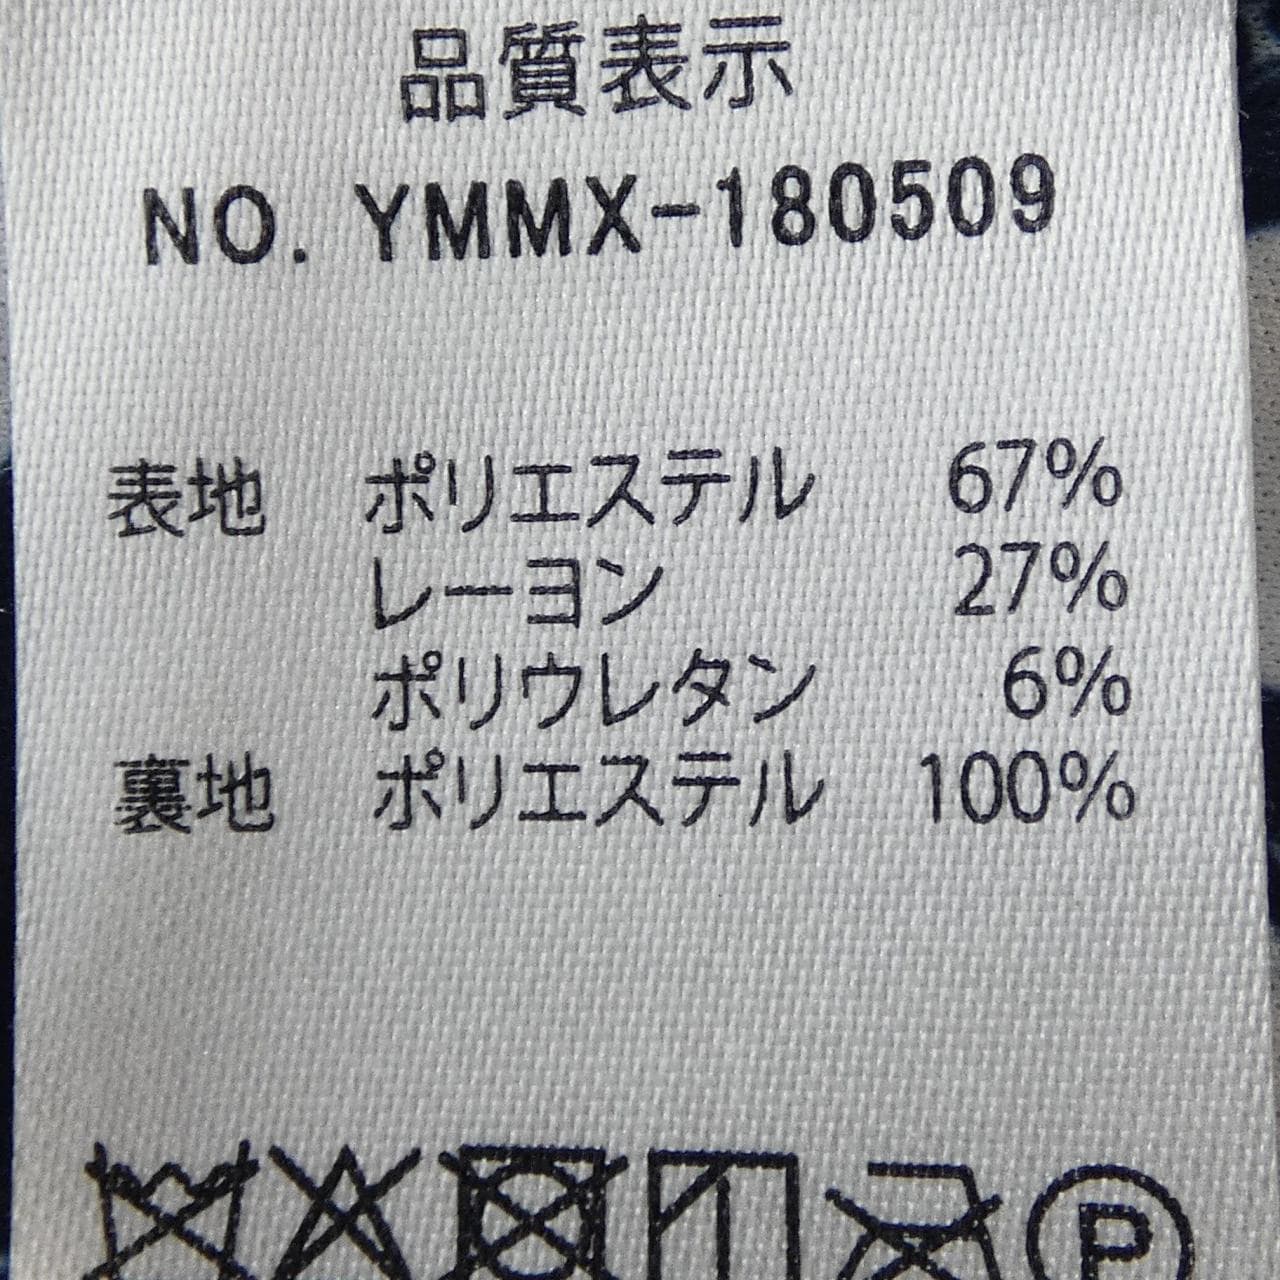 品質表示
NO. YMMX-180509
表地 ポリエステル 67%
レーヨン 27%
ポリウレタン 6%
裏地 ポリエステル 100%
P